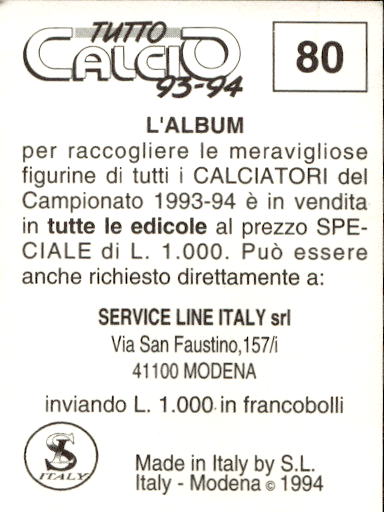 TUTTO
CALCIO
93-94
80
L'ALBUM
per raccogliere le meravigliose
figurine di tutti i CALCIATORI del
Campionato 1993-94 è in vendita
in tutte le edicole al prezzo SPE-
CIALE di L. 1.000. Può essere
anche richiesto direttamente a:
SERVICE LINE ITALY srl
Via San Faustino,157/i
41100 MODENA
inviando L. 1.000 in francobolli
SL
ITALY
Made in Italy by S.L.
Italy - Modena © 1994